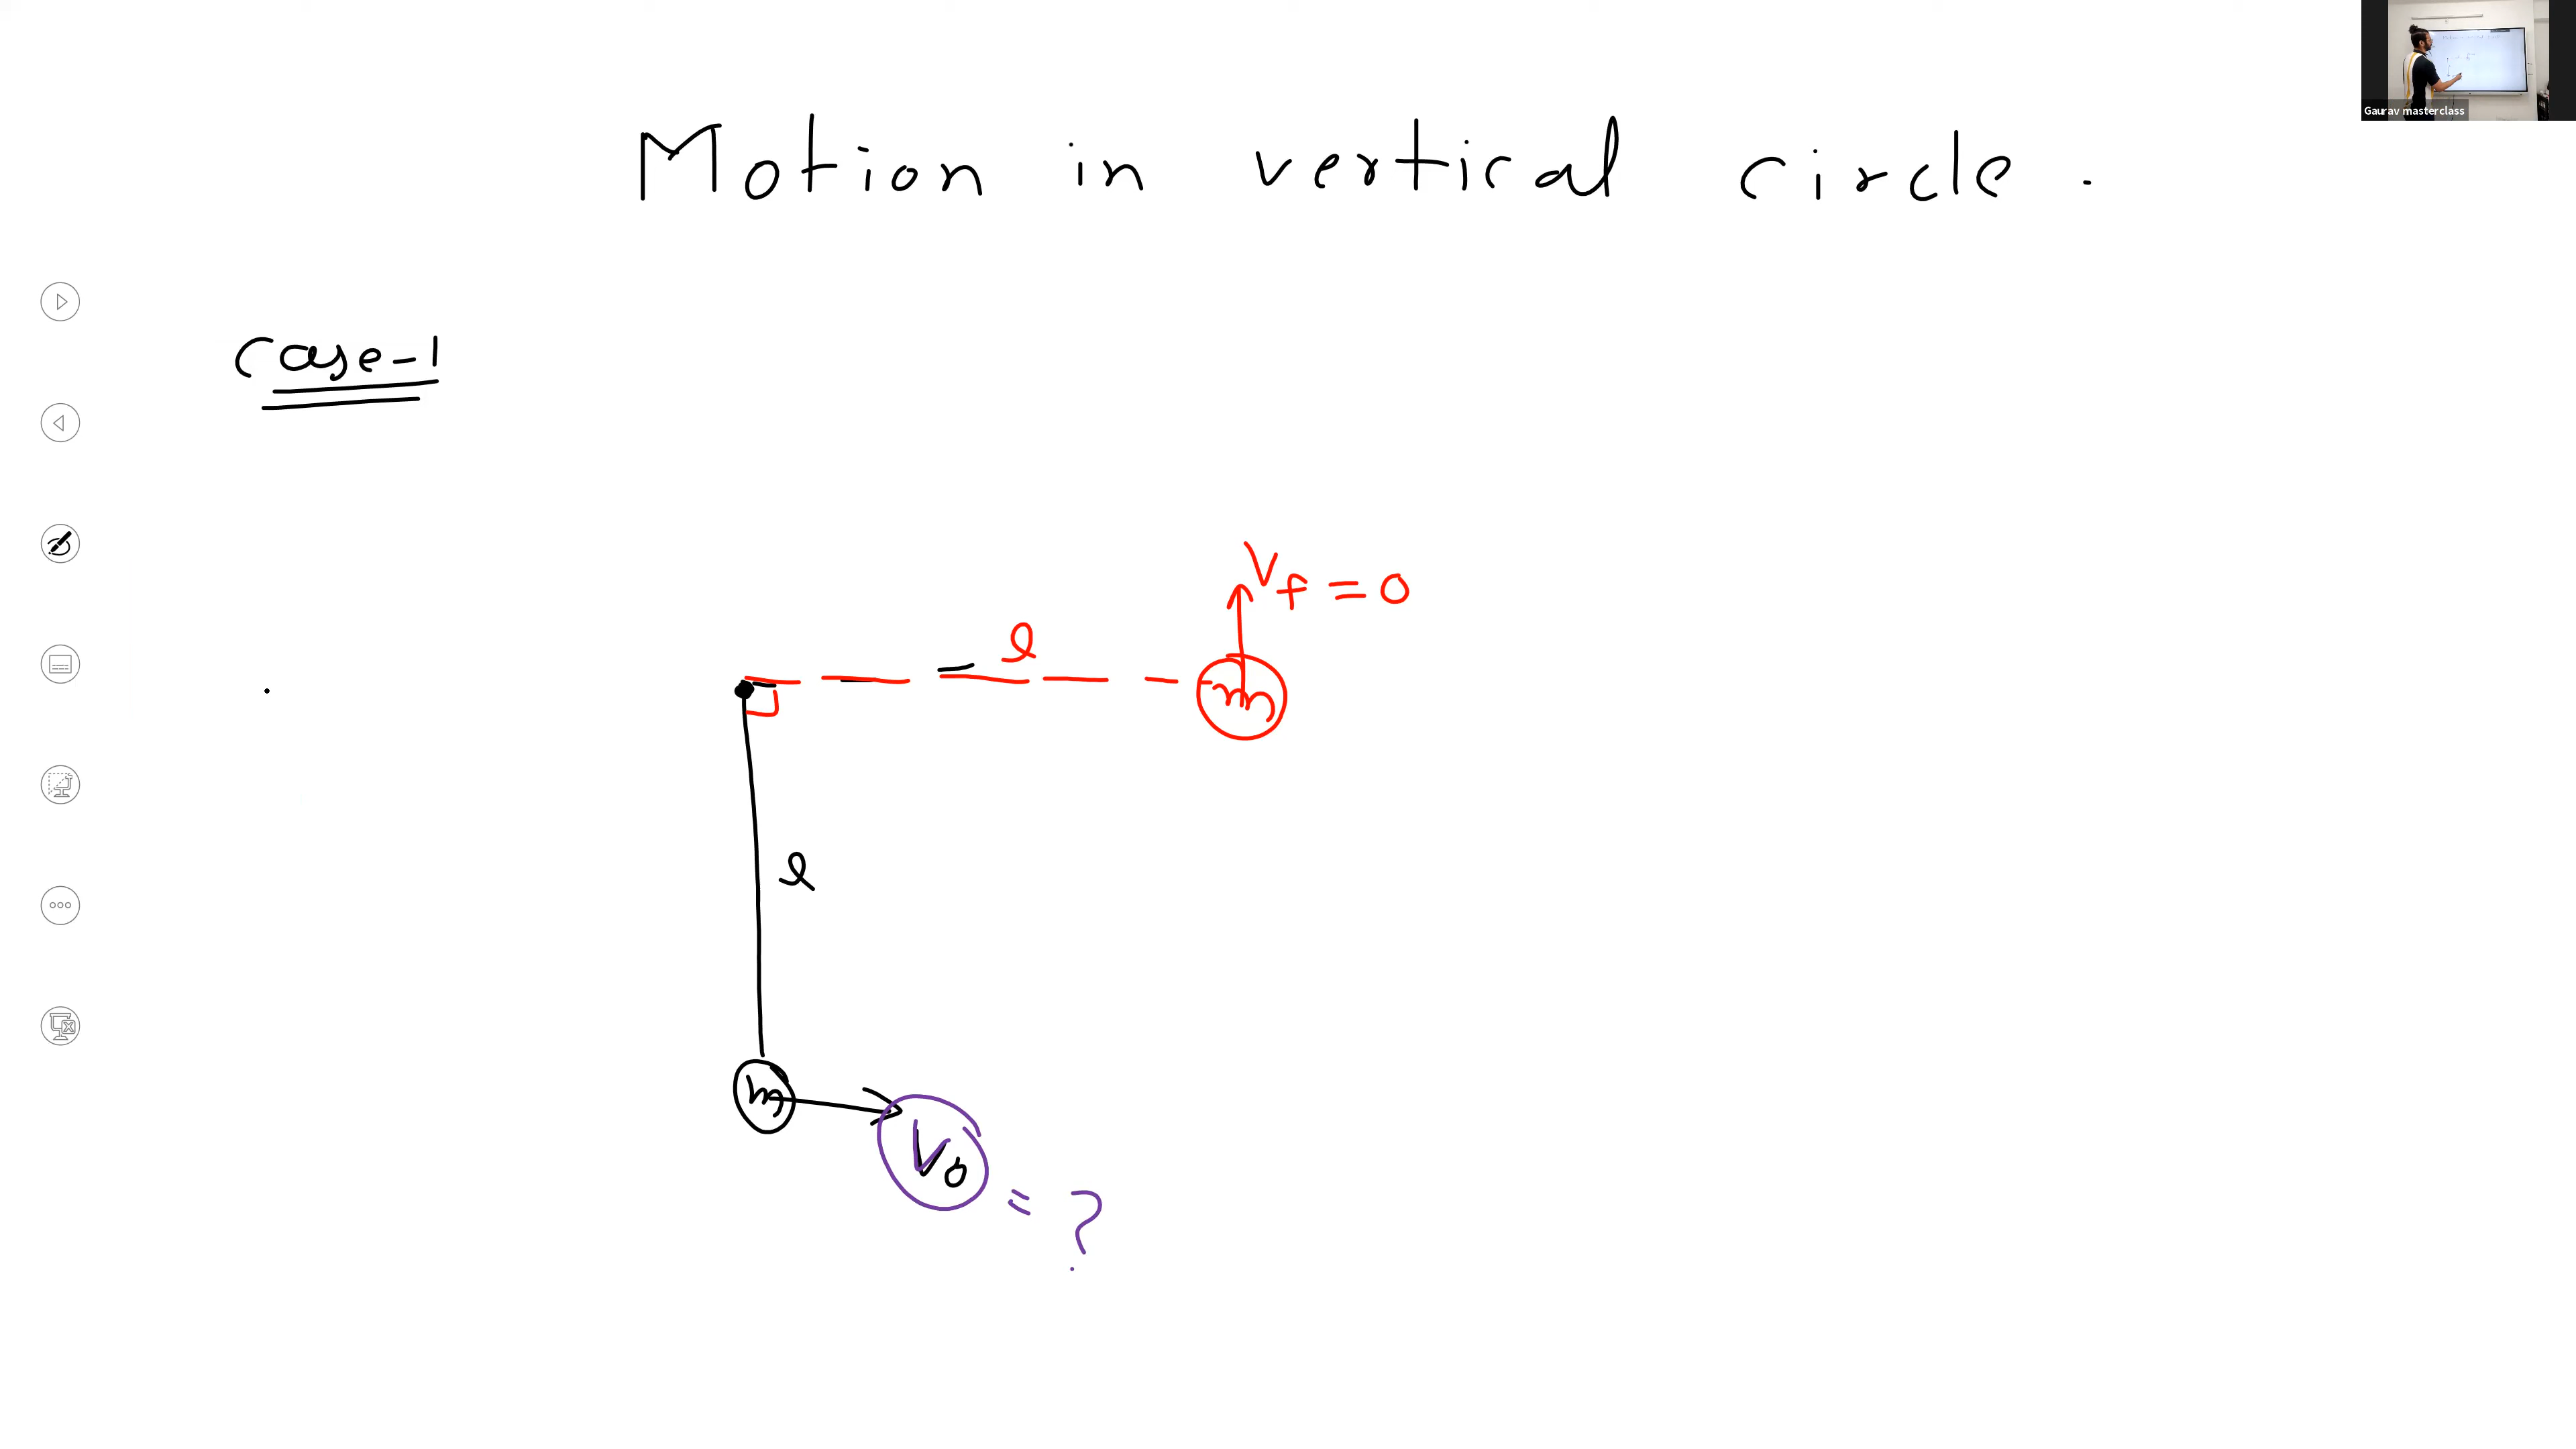 Gaurav masterclass
Motion in vertical circle.
Case-1
Vf = 0
l
m
l
m
V0 = ?